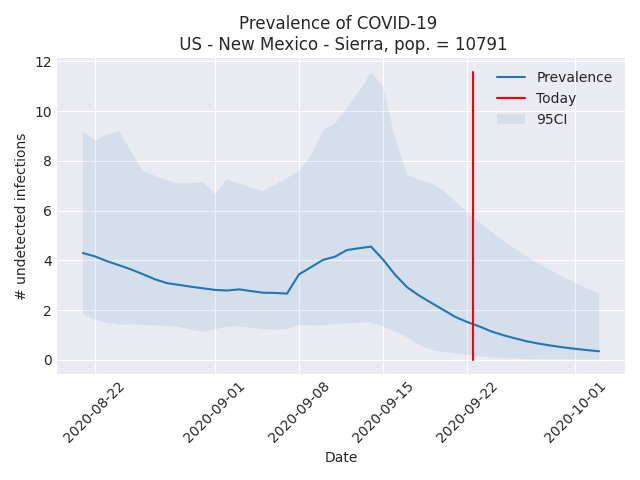 Prevalence of COVID-19
US - New Mexico - Sierra, pop. = 10791
12
10
8
6
4
2
0
# undetected infections
Prevalence
Today
95CI
2020-08-22
2020-09-01
2020-09-08
2020-09-15
2020-09-22
2020-10-01
Date